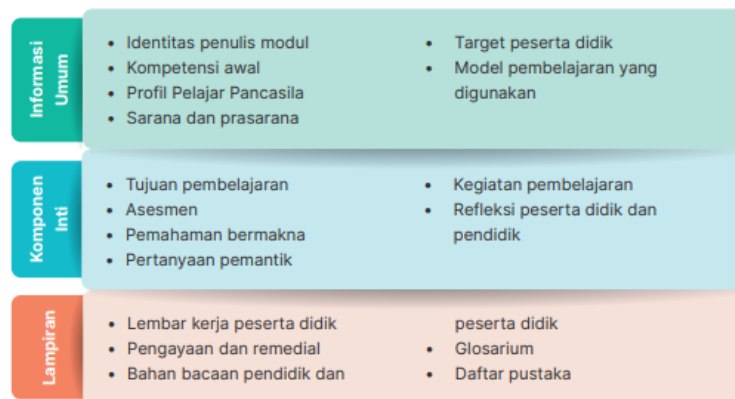 Informasi
Umum
• Identitas penulis modul
• Kompetensi awal
• Profil Pelajar Pancasila
• Sarana dan prasarana
• Target peserta didik
• Model pembelajaran yang
digunakan
Komponen
Inti
• Tujuan pembelajaran
• Asesmen
• Pemahaman bermakna
• Pertanyaan pemantik
• Kegiatan pembelajaran
• Refleksi peserta didik dan
pendidik
Lampiran
• Lembar kerja peserta didik
• Pengayaan dan remedial
• Bahan bacaan pendidik dan
peserta didik
• Glosarium
• Daftar pustaka